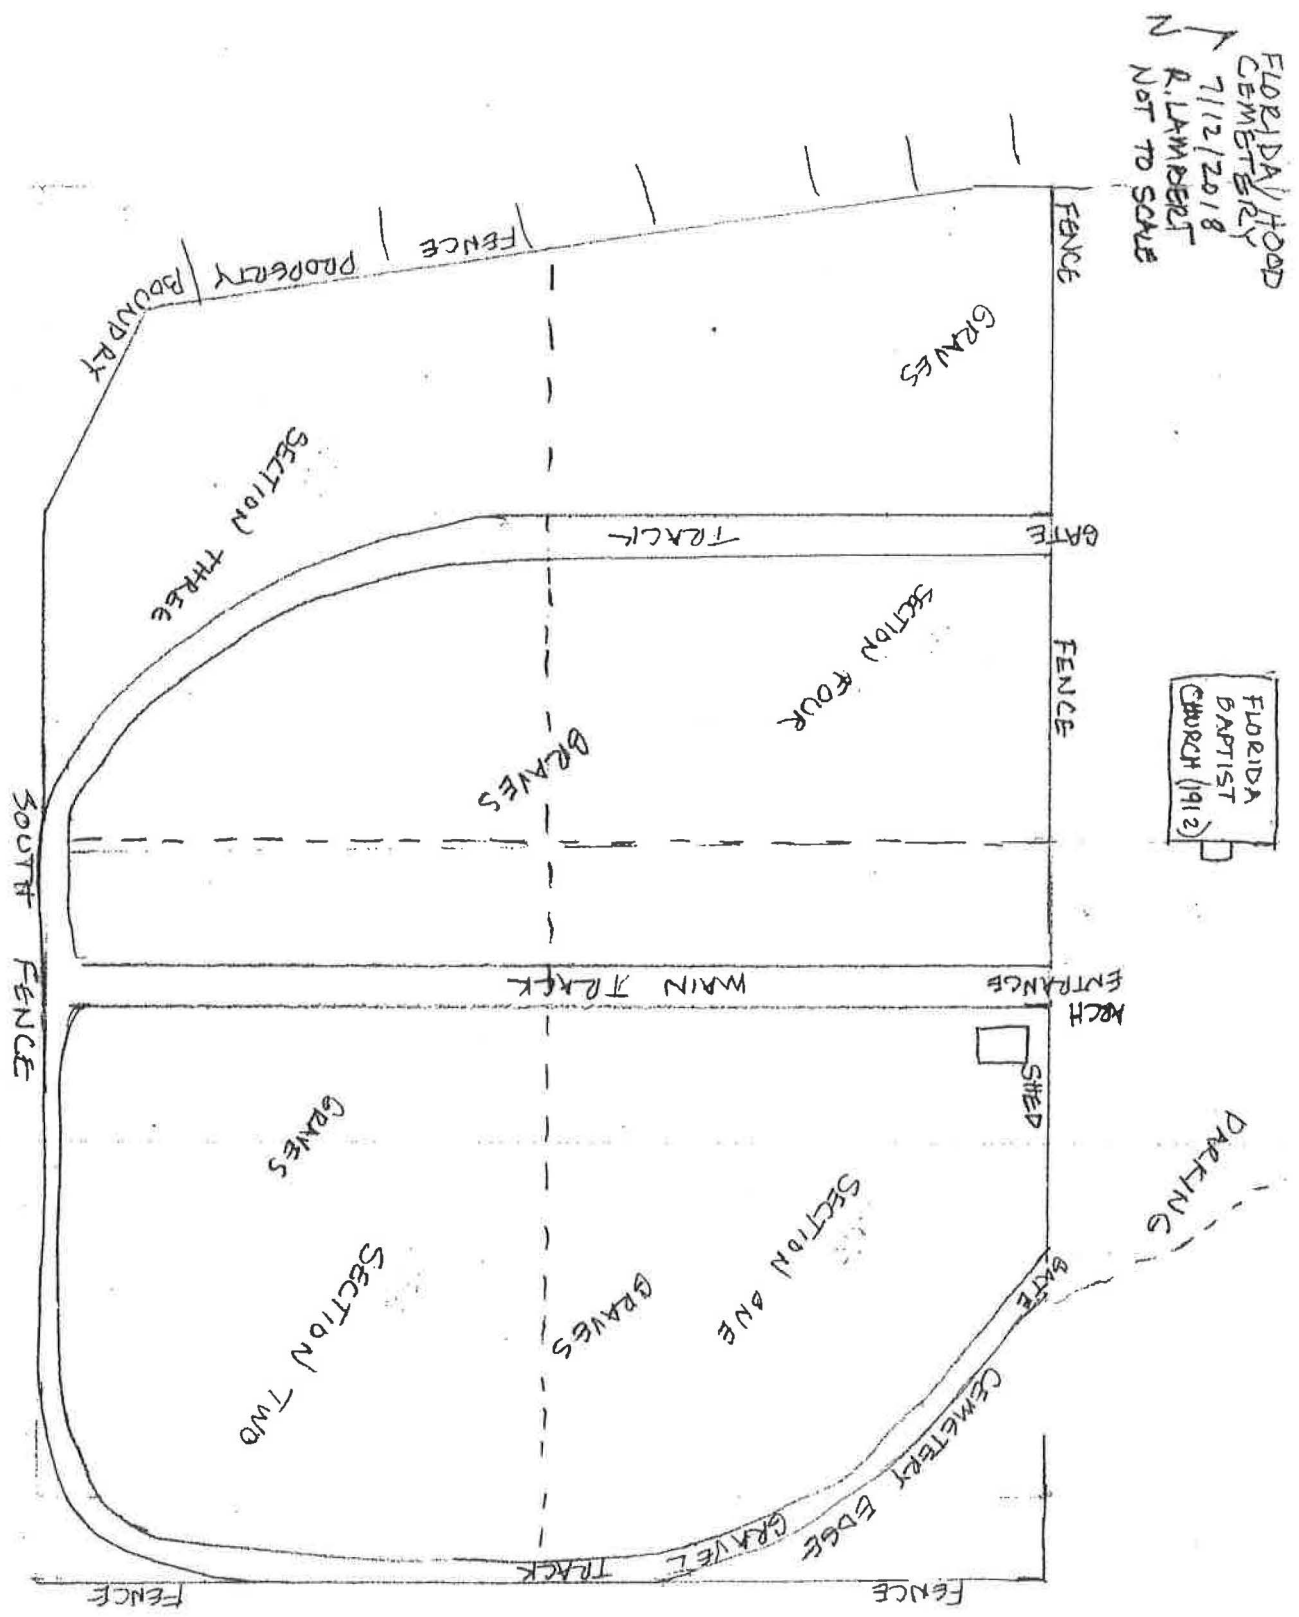 FLORIDA/HOOD
CEMETERY
7/12/2018
R. LAMBERT
NOT TO SCALE
N
FENCE
GRAVES
FENCE
PROPERTY
BOUNDRY
SECTION THREE
GATE
TRACK
SECTION FOUR
FENCE
FLORIDA
BAPTIST
CHURCH (1912)
GRAVES
SOUTH FENCE
ENTRANCE
ARCH
MAIN TRACK
SHED
PARKING
GRAVES
SECTION ONE
GATE
GRAVES
SECTION TWO
CEMETERY EDGE
GRAVEL
TRACK
FENCE
FENCE